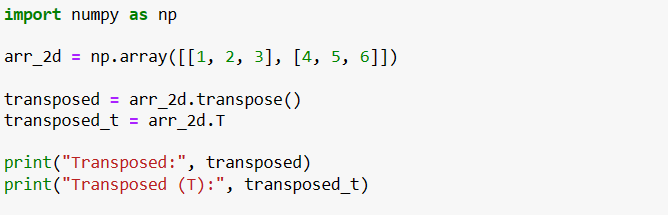 import numpy as np
arr_2d = np.array([[1, 2, 3], [4, 5, 6]])
transposed = arr_2d.transpose()
transposed_t = arr_2d.T
print("Transposed:", transposed)
print("Transposed (T):", transposed_t)